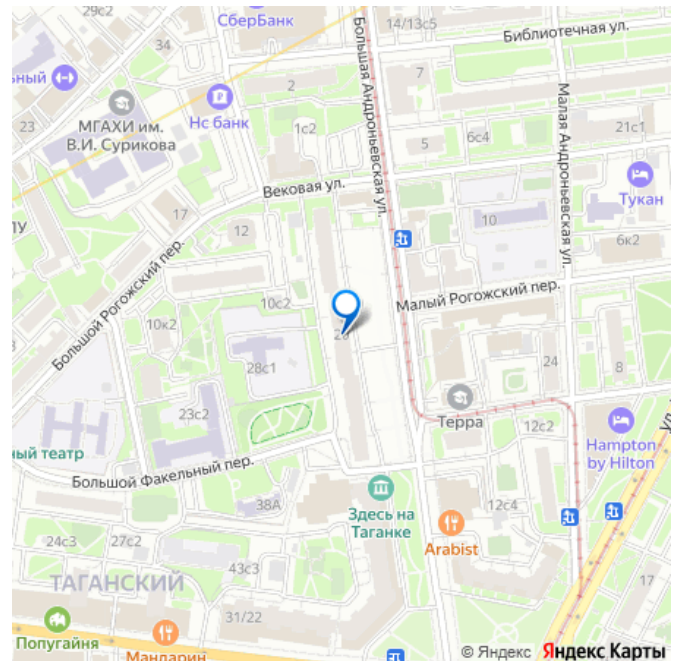 29с2
СберБанк
14/13с5
Библиотечная ул.
34
Большая Андроньевская ул.
ьный
7
2
Малая Андроньевская ул.
23
МГАХИ им.
В.И. Сурикова
Нс банк
1с2
5
6с4
21с1
Вековая ул.
Тукан
17
ЛУ
12
10
6к2
Большой Рогожский пер.
10с2
Малый Рогожский пер.
10к2
28с1
24
8
23с2
Терра
12с2
Hampton
by Hilton
ный театр
Большой Факельный пер.
38А
Здесь на
Таганке
12с4
Arabist
24с3
27с2
43с3
ТАГАНСКИЙ
17
31/22
Попугайня
Мандарин
© Яндекс Яндекс Карты